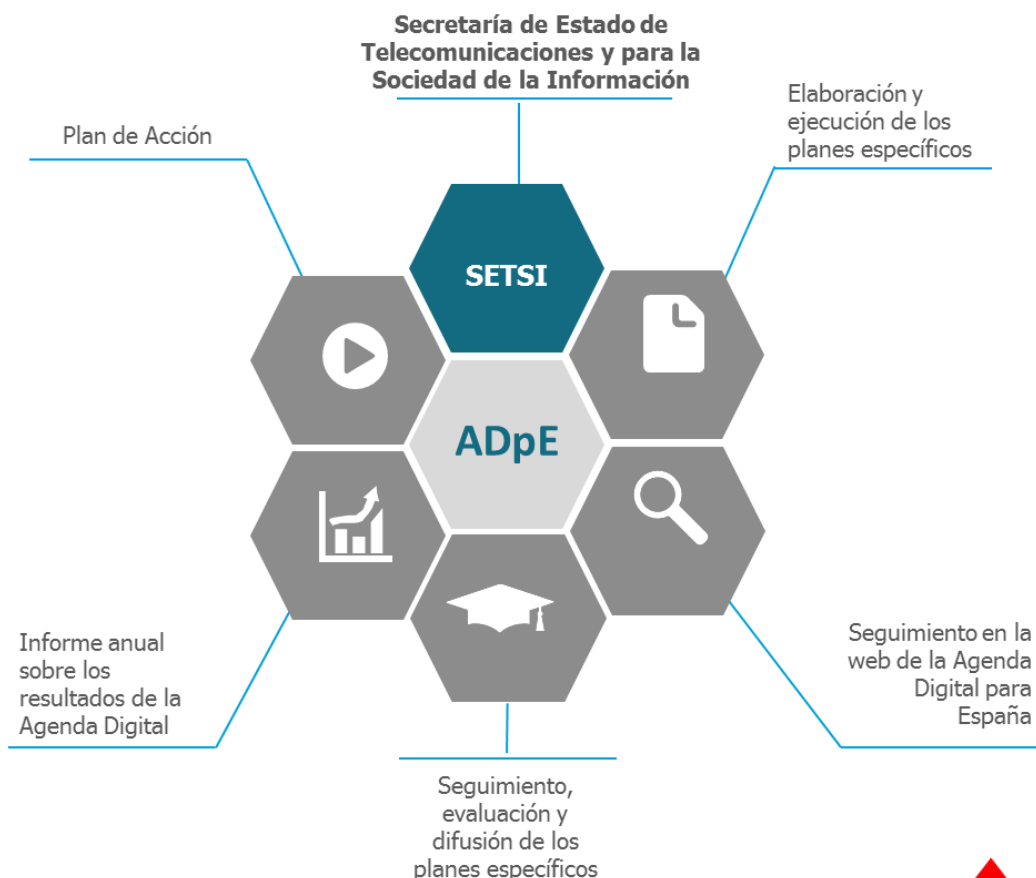 Secretaría de Estado de
Telecomunicaciones y para la
Sociedad de la Información
Plan de Acción
Elaboración y
ejecución de los
planes específicos
SETSI
ADpE
Informe anual
sobre los
resultados de la
Agenda Digital
Seguimiento en la
web de la Agenda
Digital para
España
Seguimiento,
evaluación y
difusión de los
planes específicos